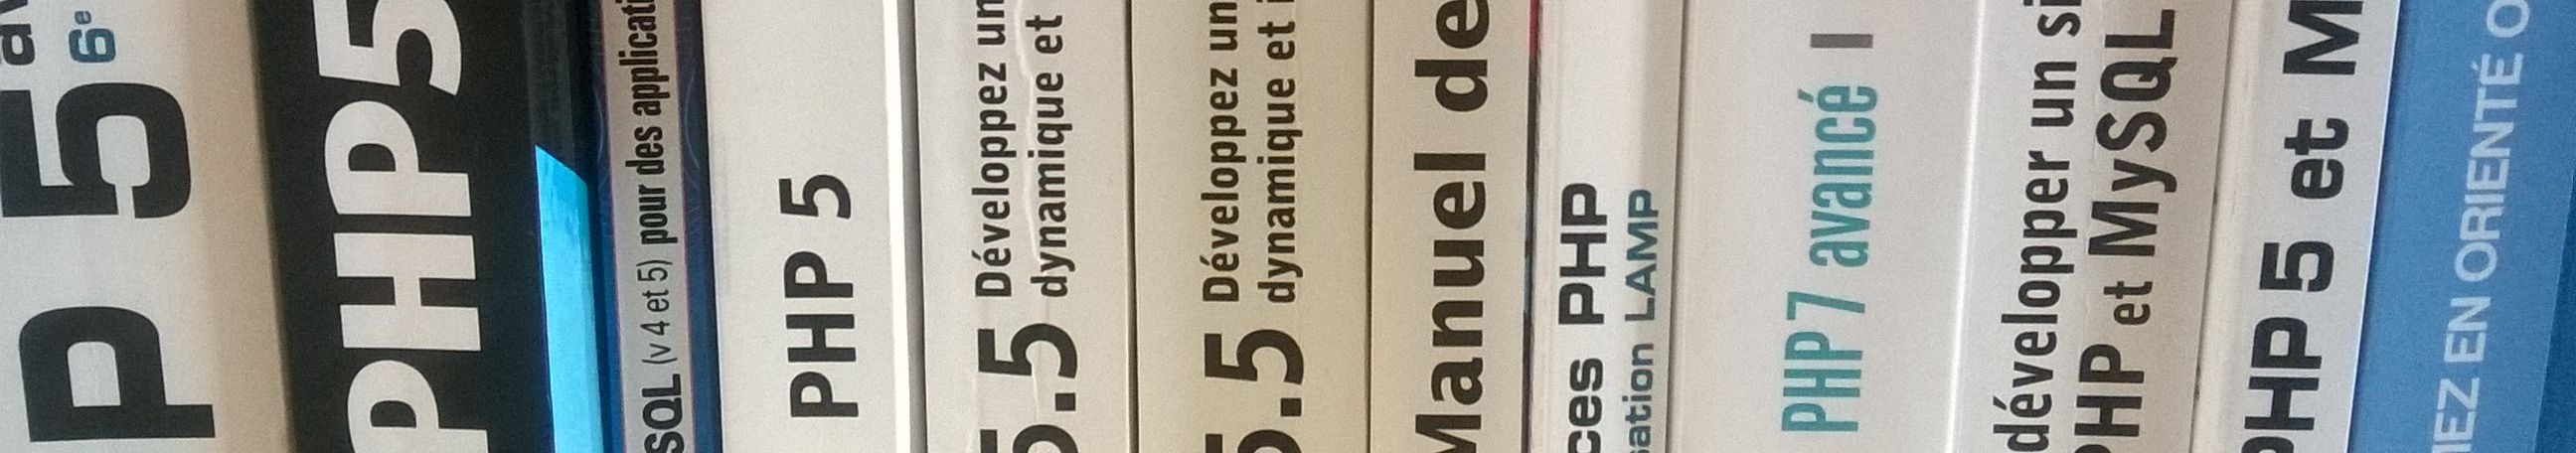 P 5
6e
PHP5
SQL (v 4 et 5) pour des applicati
PHP 5
5.5 Développez un
dynamique et
5.5 Développez un
dynamique et i
Manuel de
ces PHP
sation LAMP
PHP 7 avancé
développer un si
PHP et MySQL
PHP 5 et M
MEZ EN ORIENTÉ O